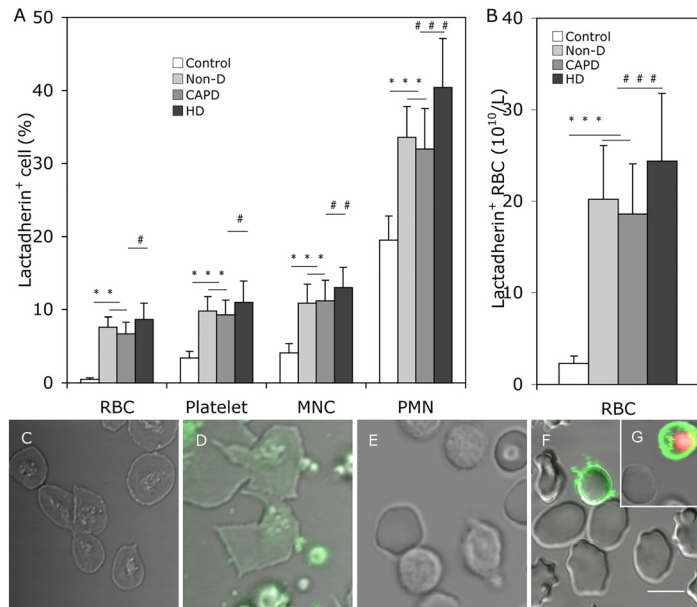 A
B
Lactadherin+ cell (%)
50
40
30
20
10
0
Control
Non-D
CAPD
HD
* *
#
* * *
#
* * *
# #
* * *
# # #
RBC Platelet MNC PMN
Lactadherin+ RBC (10^10/L)
40
30
20
10
0
Control
Non-D
CAPD
HD
* * *
# # #
RBC
C
D
E
F
G